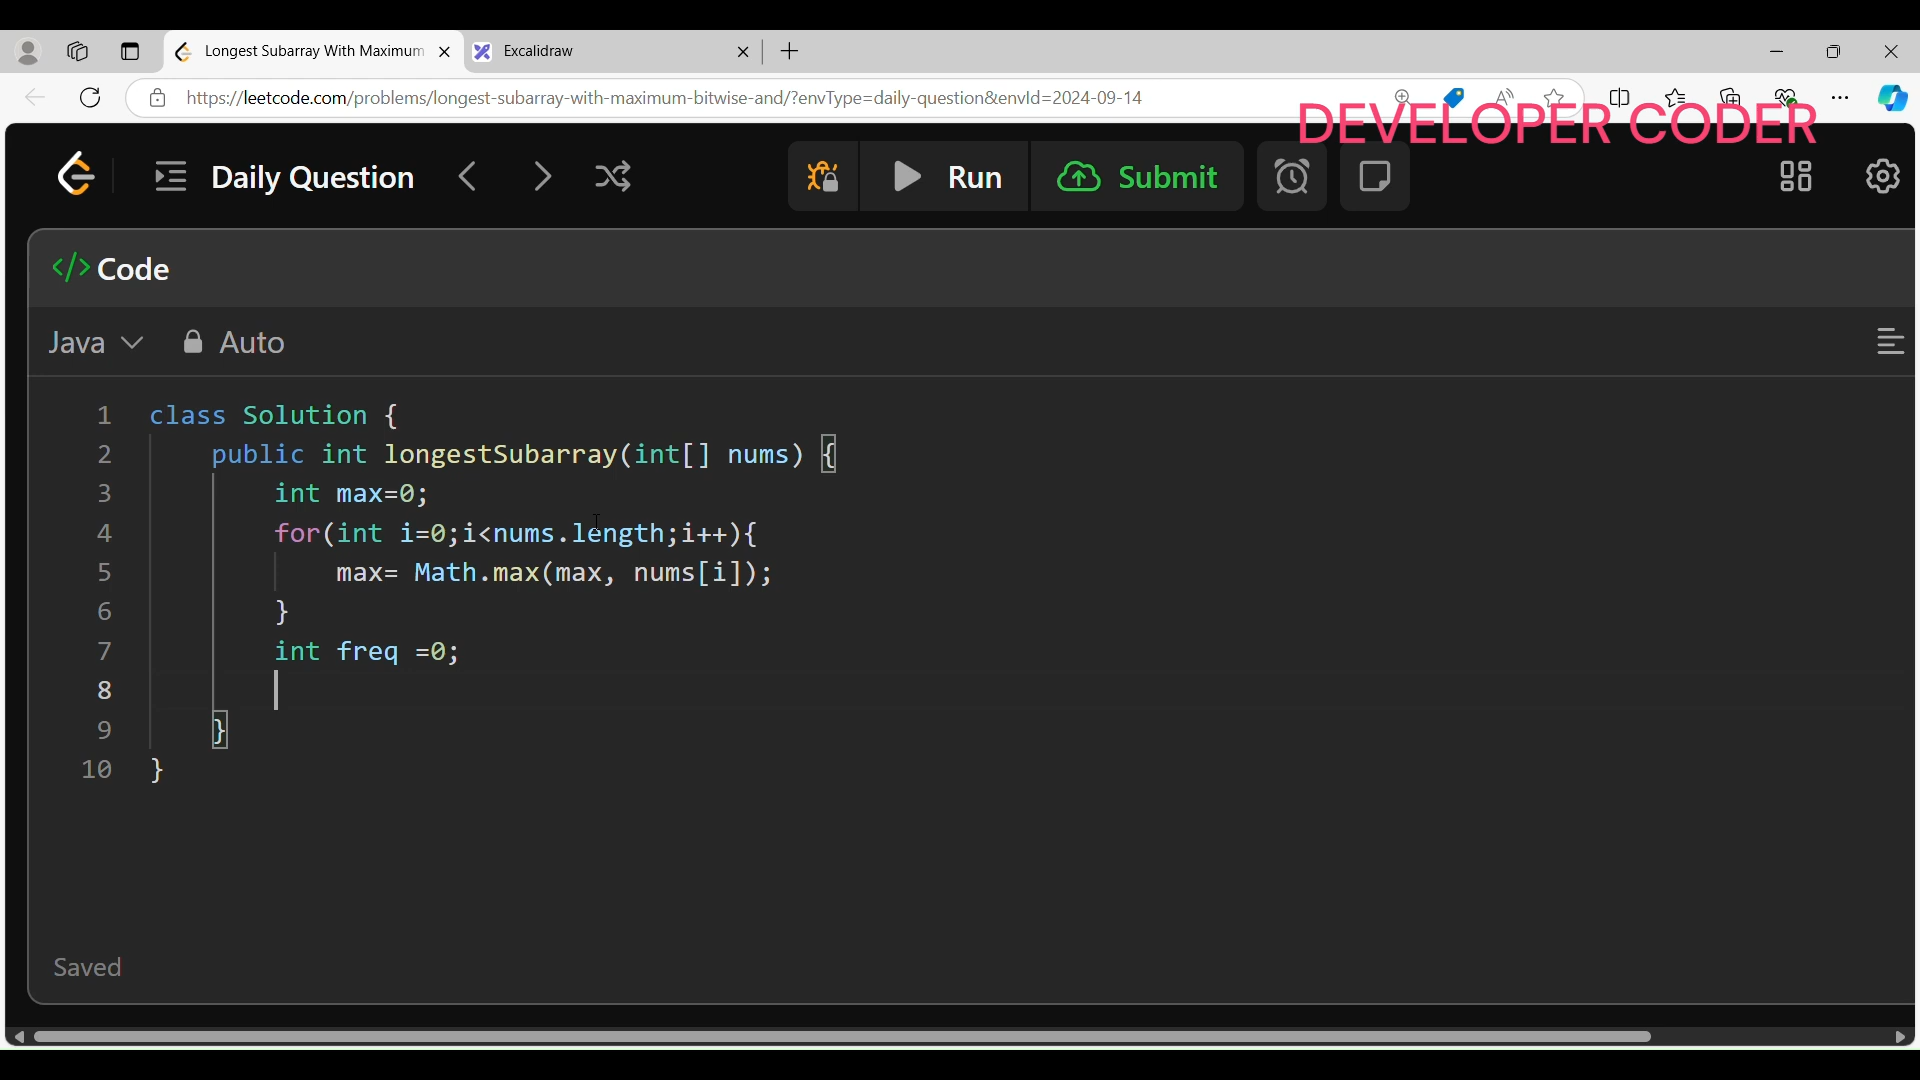 Longest Subarray With Maximum
Excalidraw
https://leetcode.com/problems/longest-subarray-with-maximum-bitwise-and/?envType=daily-question&envId=2024-09-14
DEVELOPER CODER
Daily Question
Run
Submit
</> Code
Java
Auto
1 class Solution {
2 public int longestSubarray(int[] nums) {
3 int max=0;
4 for(int i=0;i<nums.length;i++){
5 max= Math.max(max, nums[i]);
6 }
7 int freq =0;
8
9 }
10 }
Saved